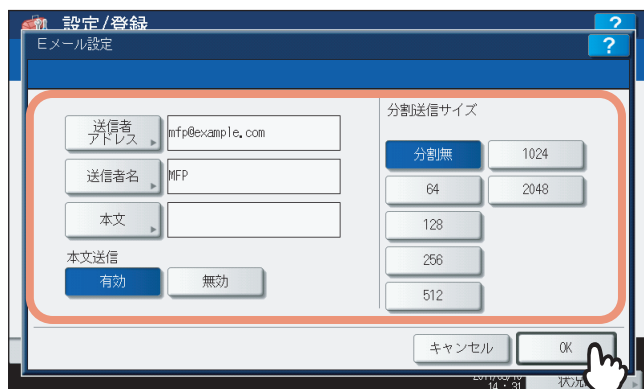 設定/登録
?
Eメール設定
?
送信者
アドレス
mfp@example.com
送信者名
MFP
本文
本文送信
有効
無効
分割送信サイズ
分割無
1024
64
2048
128
256
512
キャンセル
OK
14:31
状況